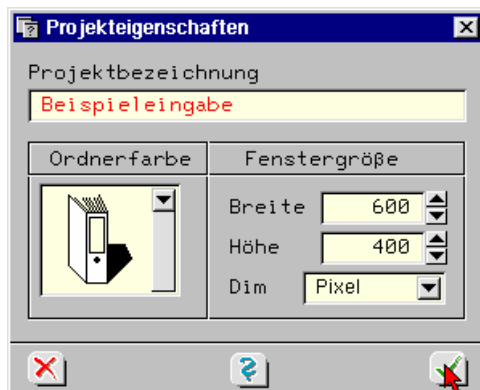 Projekteigenschaften
Projektbezeichnung
Beispieleingabe
Ordnerfarbe
Fenstergröße
Breite 600
Höhe 400
Dim Pixel